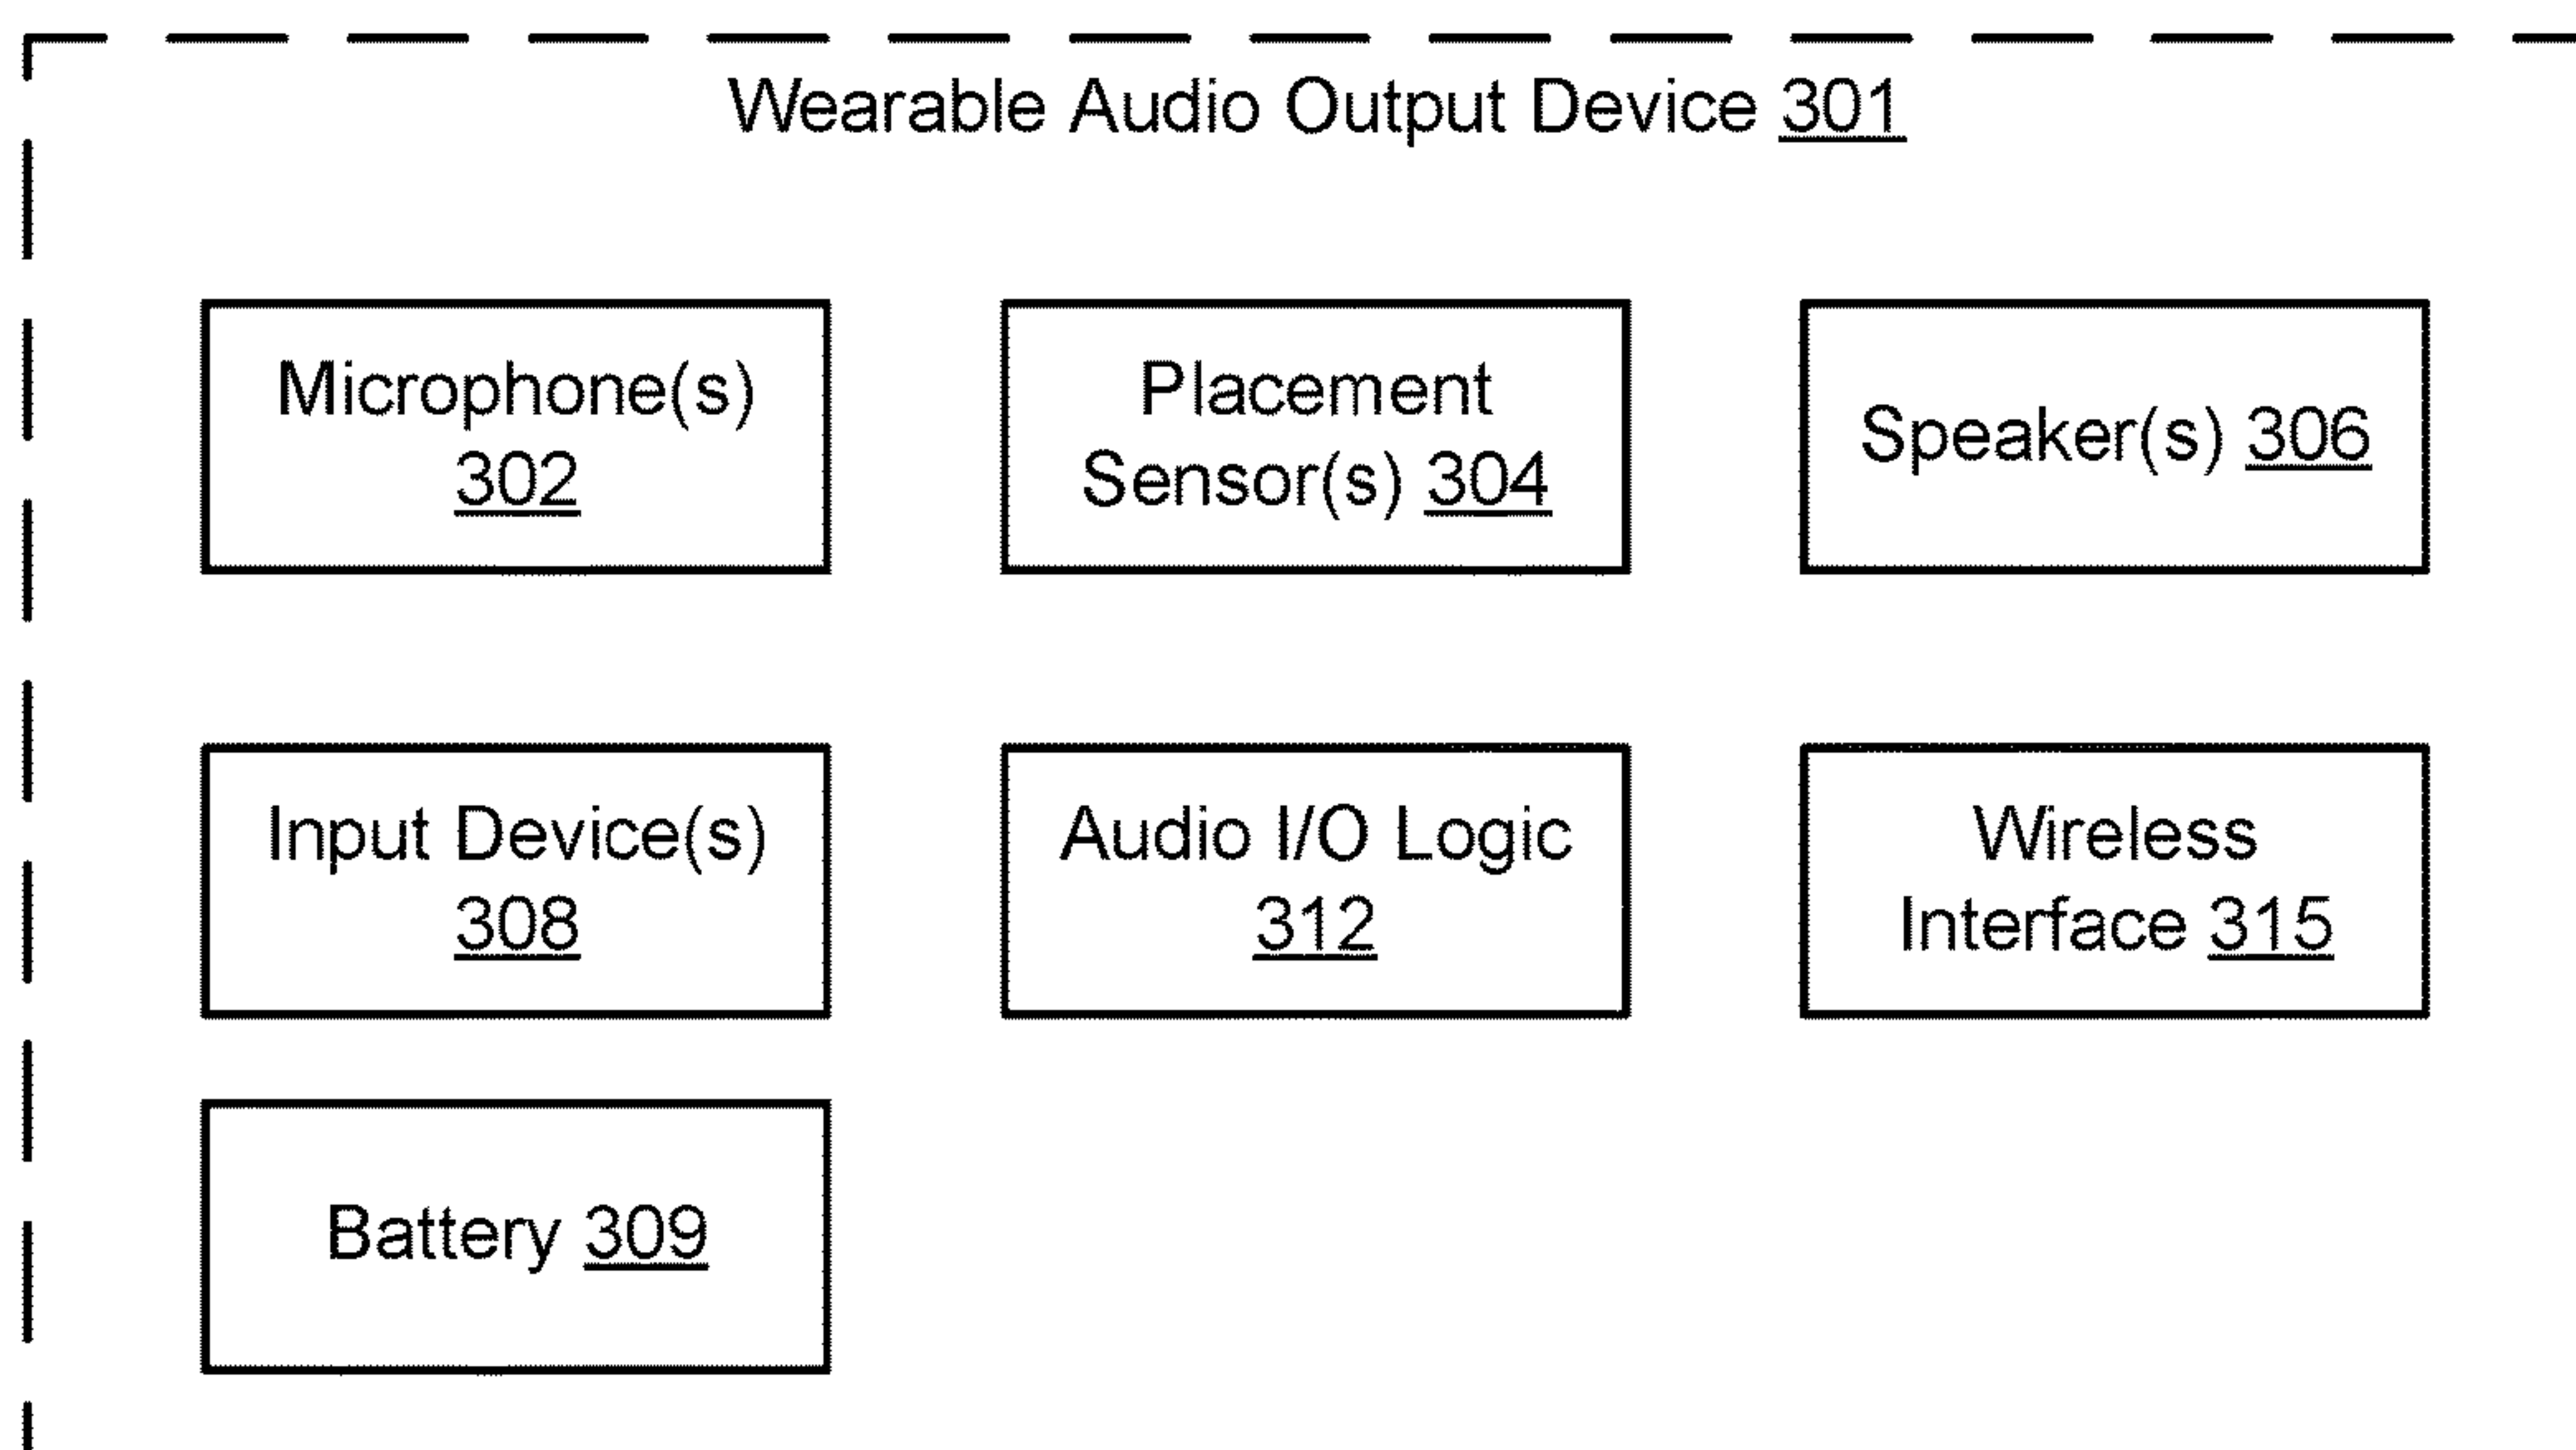 Wearable Audio Output Device 301
Microphone(s)
302
Placement
Sensor(s) 304
Speaker(s) 306
Input Device(s)
308
Audio I/O Logic
312
Wireless
Interface 315
Battery 309